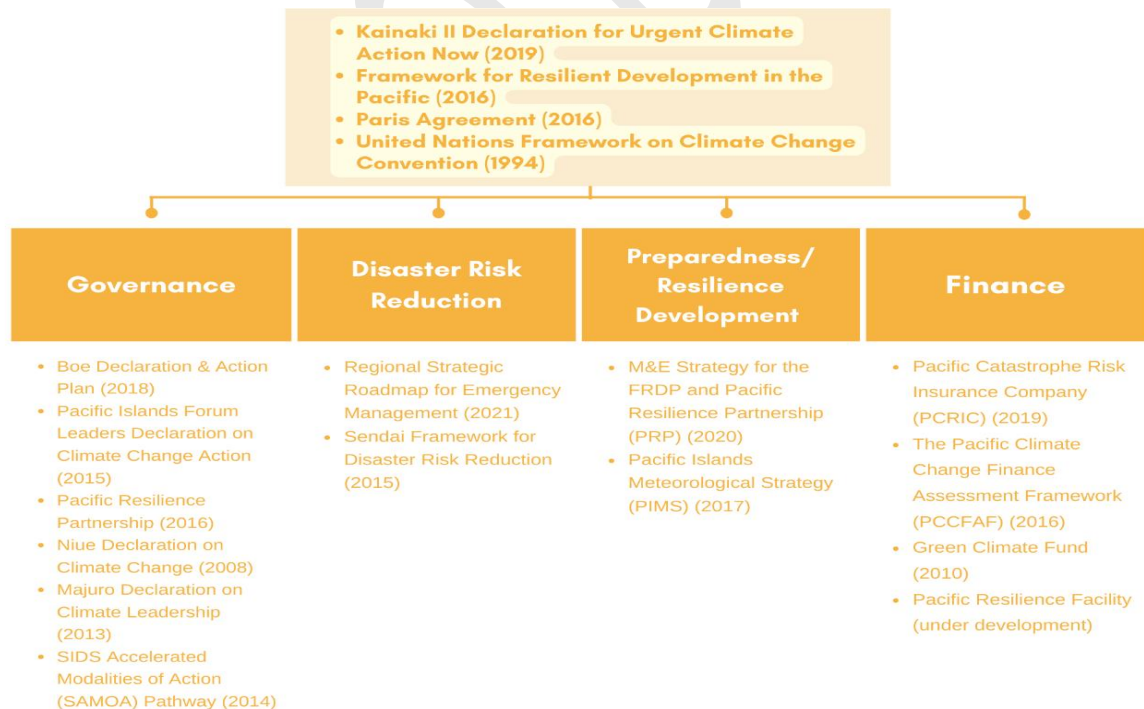 • Kainaki II Declaration for Urgent Climate
Action Now (2019)
• Framework for Resilient Development in the
Pacific (2016)
• Paris Agreement (2016)
• United Nations Framework on Climate Change
Convention (1994)
Governance
• Boe Declaration & Action
Plan (2018)
• Pacific Islands Forum
Leaders Declaration on
Climate Change Action
(2015)
• Pacific Resilience
Partnership (2016)
• Niue Declaration on
Climate Change (2008)
• Majuro Declaration on
Climate Leadership
(2013)
• SIDS Accelerated
Modalities of Action
(SAMOA) Pathway (2014)
Disaster Risk
Reduction
• Regional Strategic
Roadmap for Emergency
Management (2021)
• Sendai Framework for
Disaster Risk Reduction
(2015)
Preparedness/
Resilience
Development
• M&E Strategy for the
FRDP and Pacific
Resilience Partnership
(PRP) (2020)
• Pacific Islands
Meteorological Strategy
(PIMS) (2017)
Finance
• Pacific Catastrophe Risk
Insurance Company
(PCRIC) (2019)
• The Pacific Climate
Change Finance
Assessment Framework
(PCCFAF) (2016)
• Green Climate Fund
(2010)
• Pacific Resilience Facility
(under development)